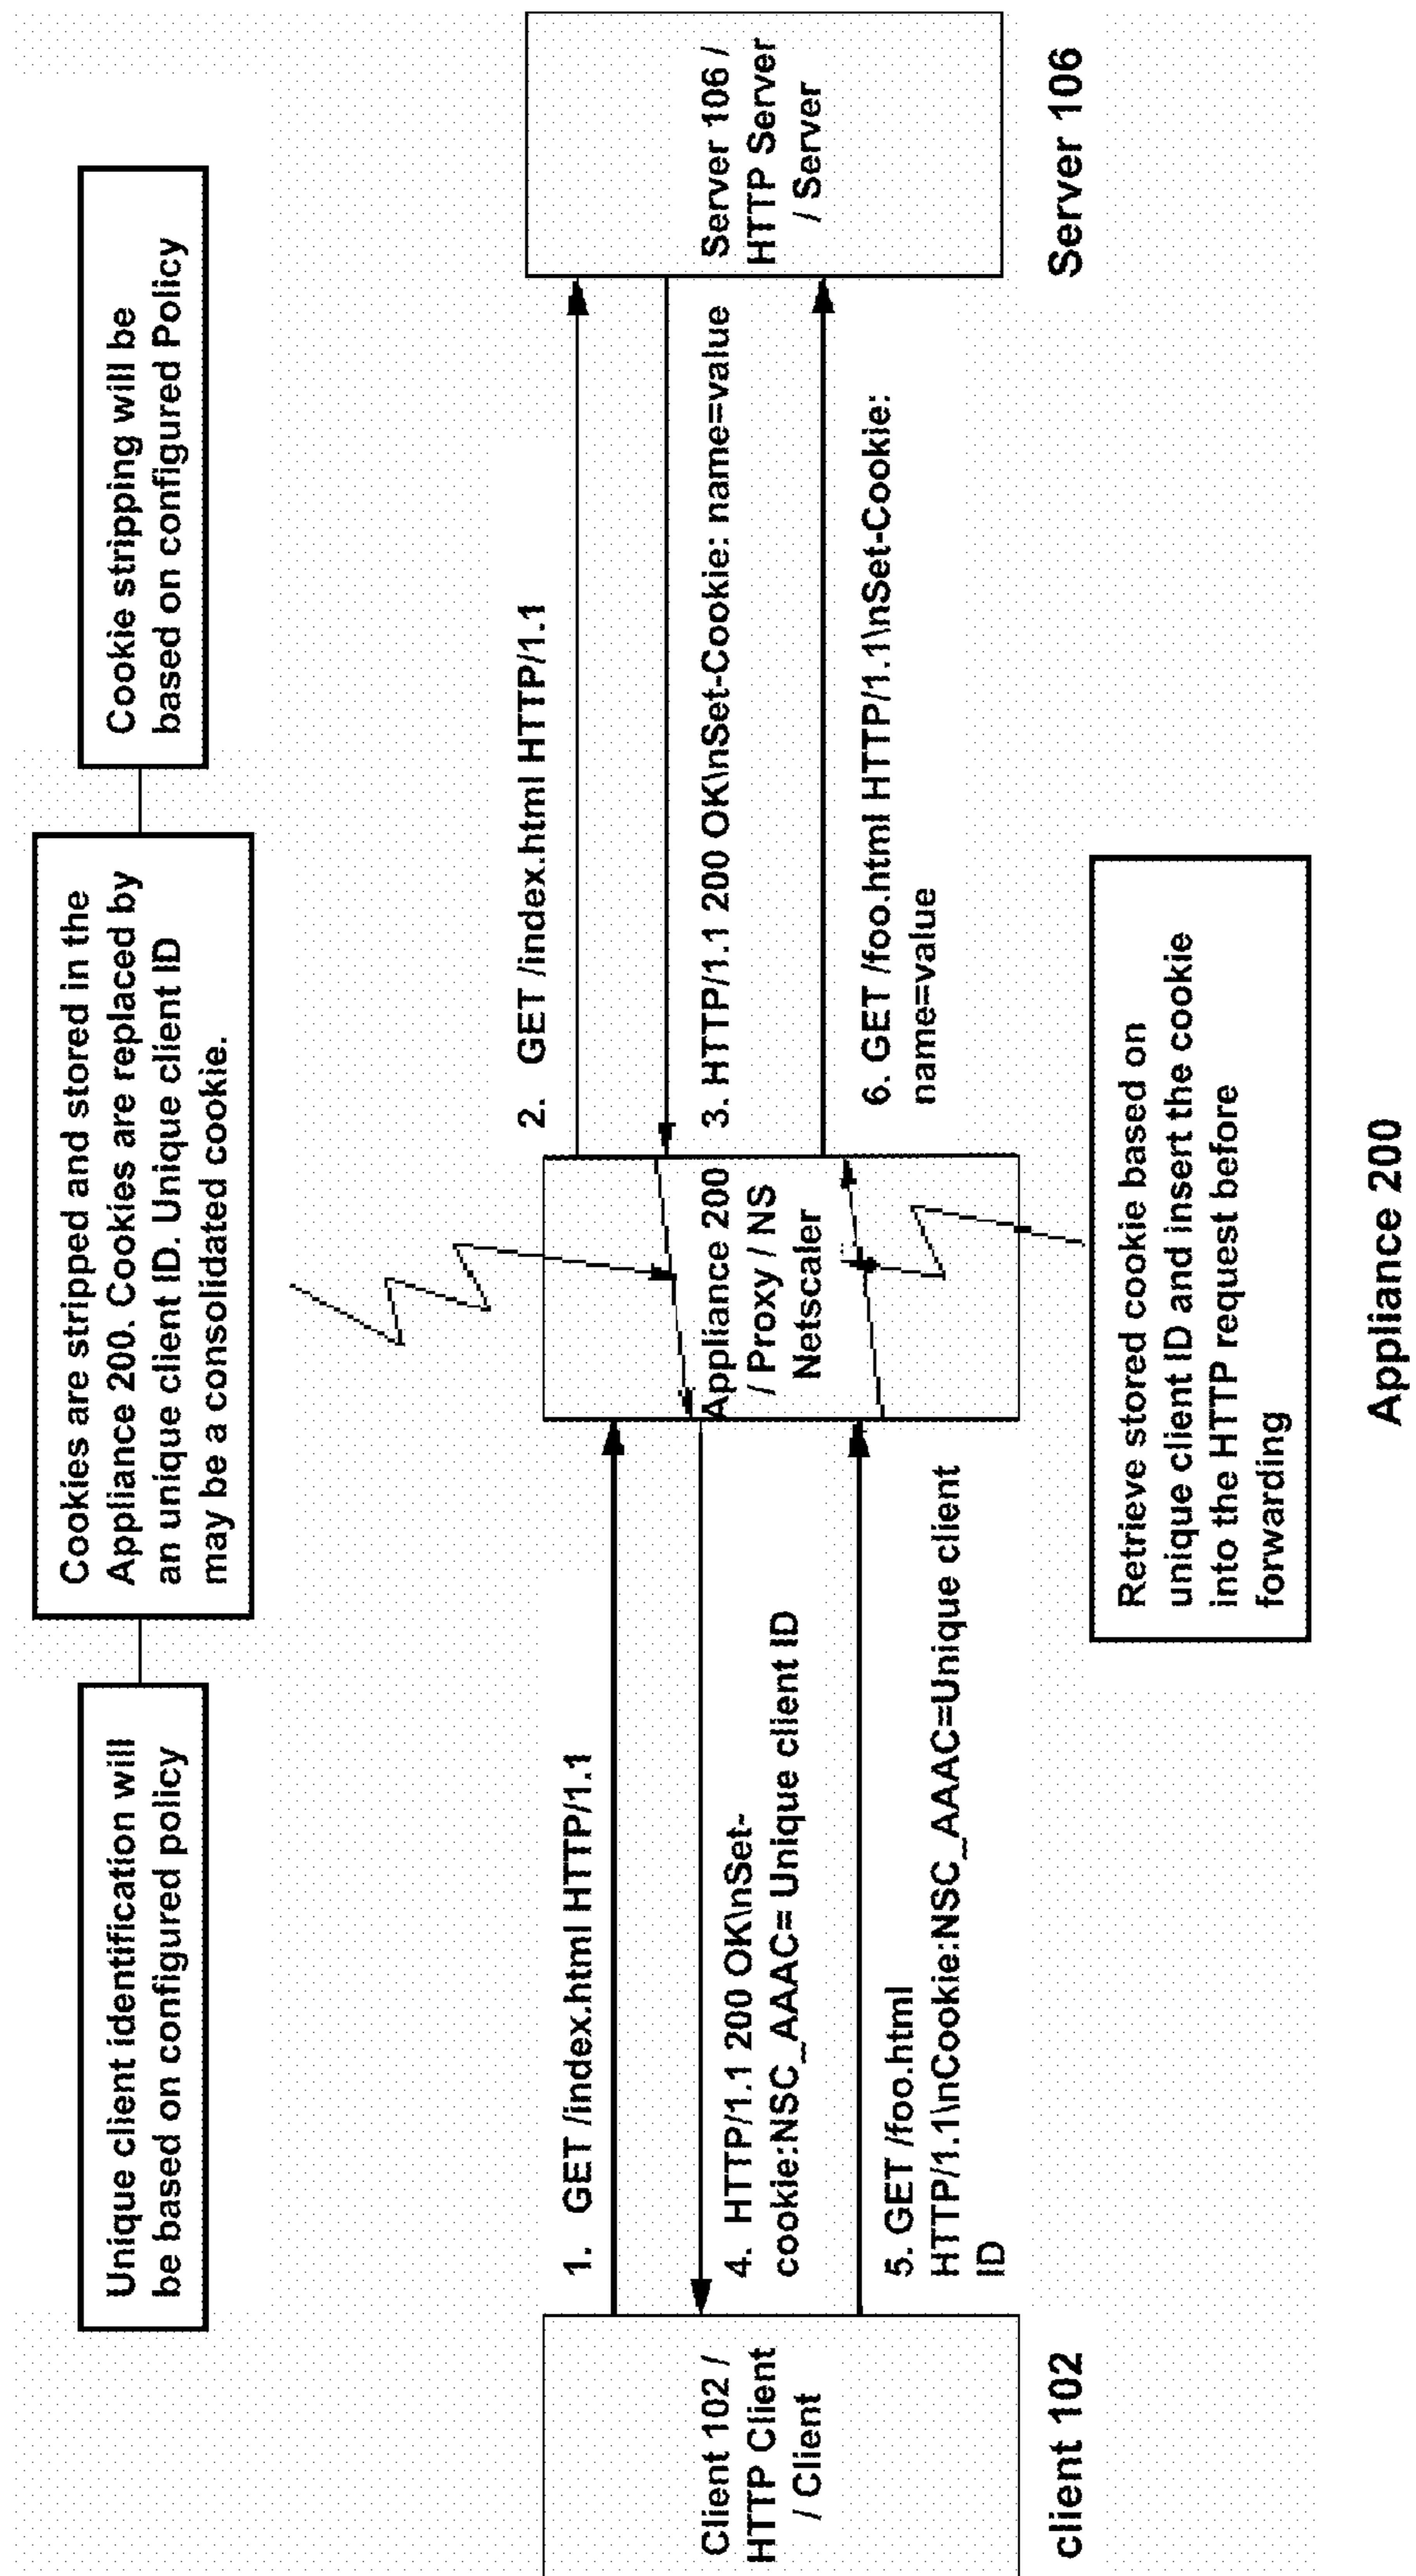 Unique client identification will
be based on configured policy
Cookies are stripped and stored in the
Appliance 200. Cookies are replaced by
an unique client ID. Unique client ID
may be a consolidated cookie.
Cookie stripping will be
based on configured Policy
1. GET /index.html HTTP/1.1
2. GET /index.html HTTP/1.1
3. HTTP/1.1 200 OK\nSet-Cookie: name=value
4. HTTP/1.1 200 OK\nSet-
cookie:NSC_AAAC= Unique client ID
5. GET /foo.html
HTTP/1.1\nCookie:NSC_AAAC=Unique client
ID
6. GET /foo.html HTTP/1.1\nSet-Cookie:
name=value
Client 102 /
HTTP Client
/ Client
Appliance 200
/ Proxy / NS
Netscaler
Server 106 /
HTTP Server
/ Server
client 102
Retrieve stored cookie based on
unique client ID and insert the cookie
into the HTTP request before
forwarding
Server 106
Appliance 200